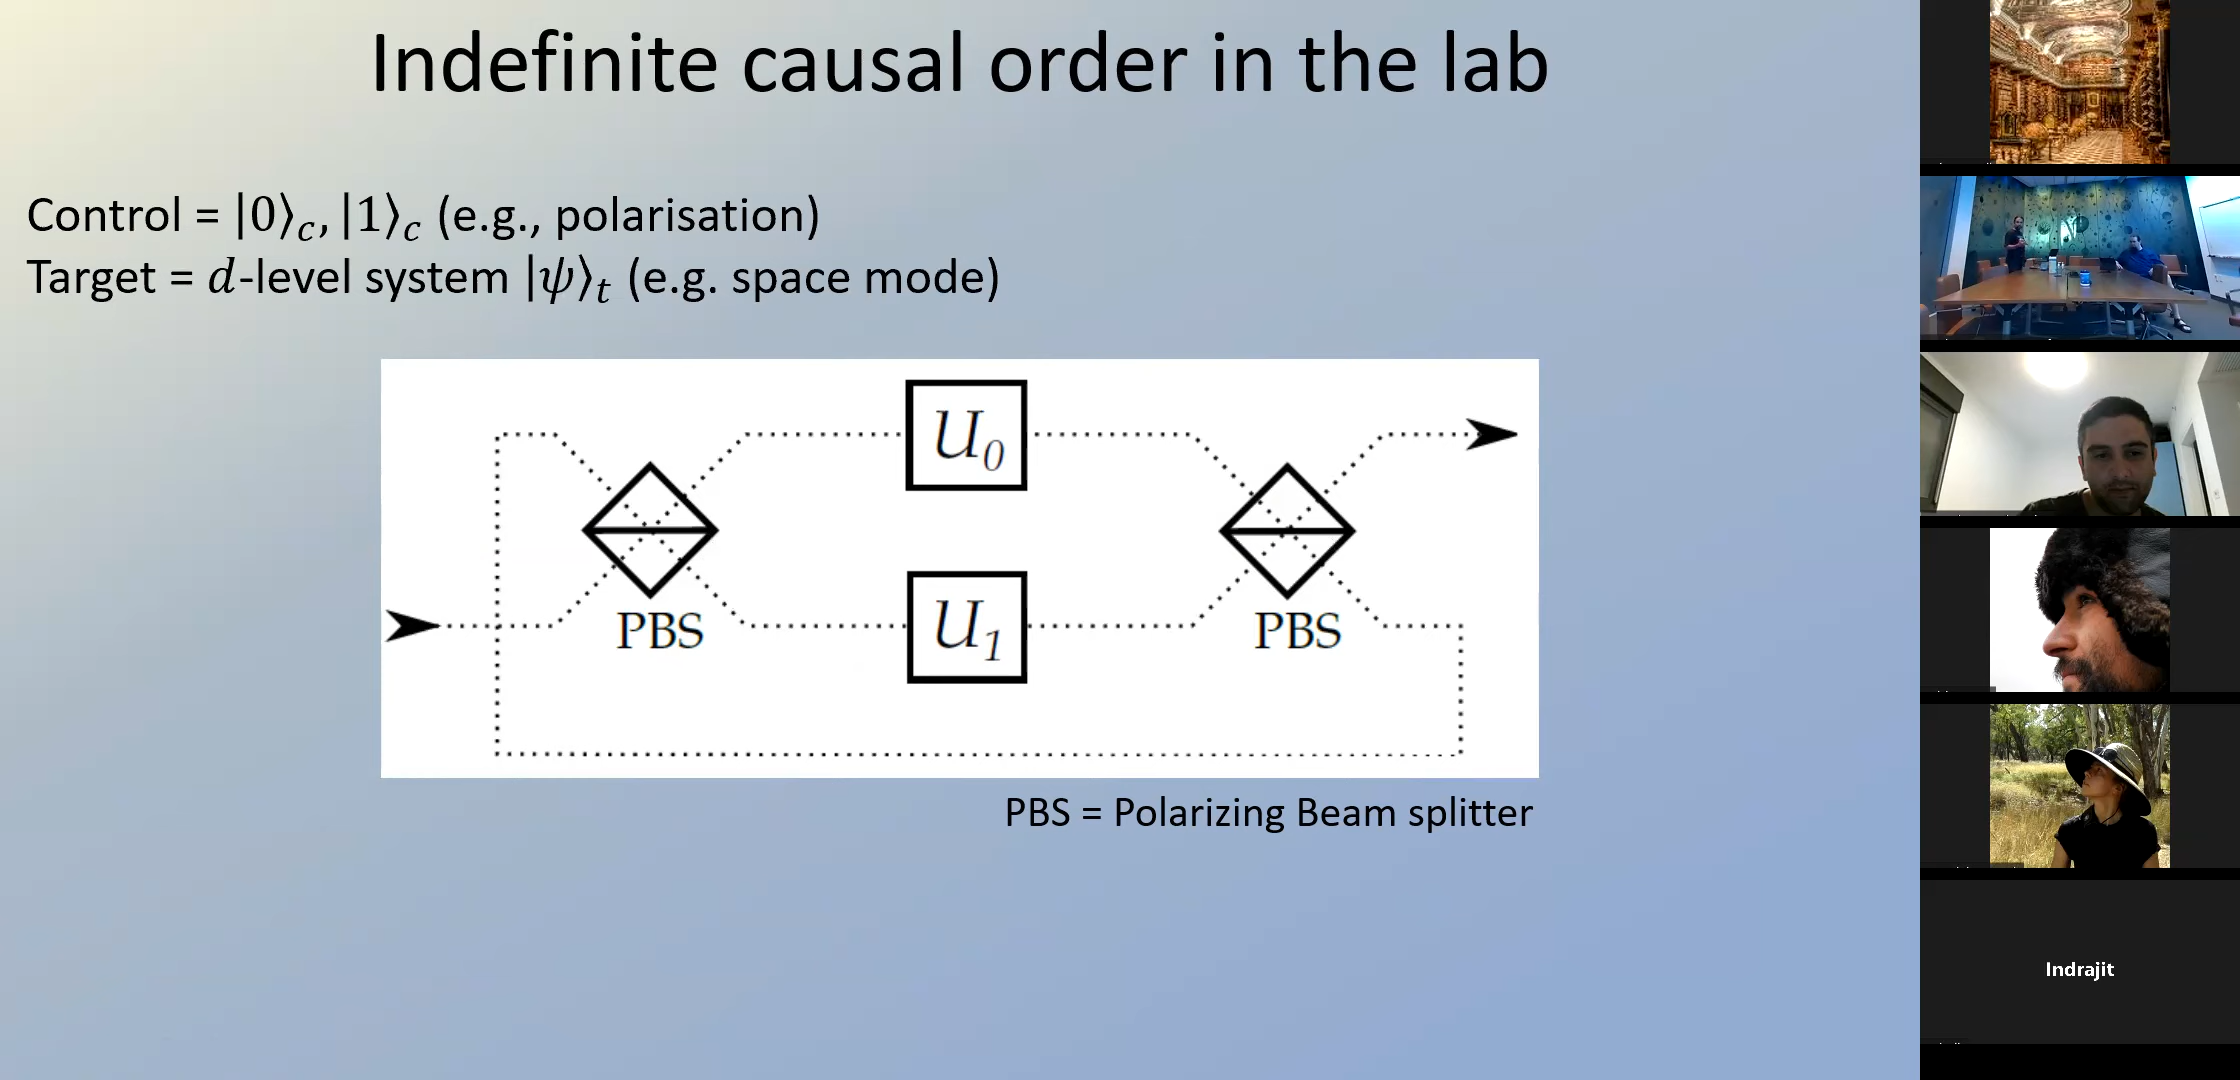 Indefinite causal order in the lab
Control = |0⟩c, |1⟩c (e.g., polarisation)
Target = d-level system |ψ⟩t (e.g. space mode)
U0
PBS
U1
PBS
PBS = Polarizing Beam splitter
Indrajit